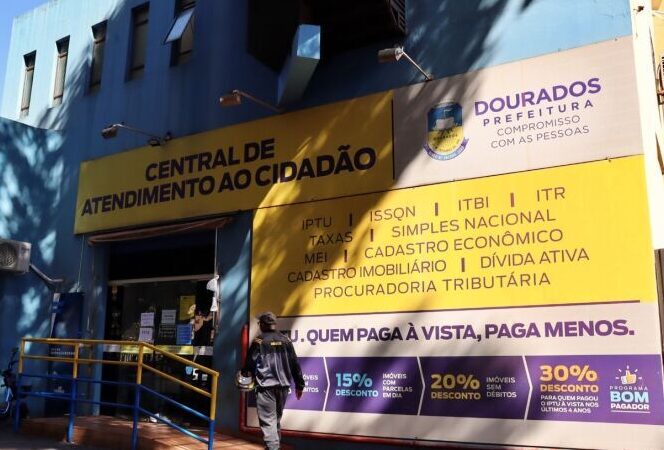 CENTRAL DE
ATENDIMENTO AO CIDADÃO
DOURADOS
PREFEITURA
COMPROMISSO
COM AS PESSOAS
IPTU | ISSQN | ITBI | ITR
TAXAS | SIMPLES NACIONAL
MEI | CADASTRO ECONÔMICO
CADASTRO IMOBILIÁRIO | DÍVIDA ATIVA
PROCURADORIA TRIBUTÁRIA
TU. QUEM PAGA À VISTA, PAGA MENOS.
15%
DESCONTO
IMÓVEIS
COM
PARCELAS
EM DIA
20%
DESCONTO
IMÓVEIS
SEM
DÉBITOS
30%
DESCONTO
PARA QUEM PAGOU
O IPTU À VISTA NOS
ÚLTIMOS 4 ANOS
PROGRAMA
BOM
PAGADOR